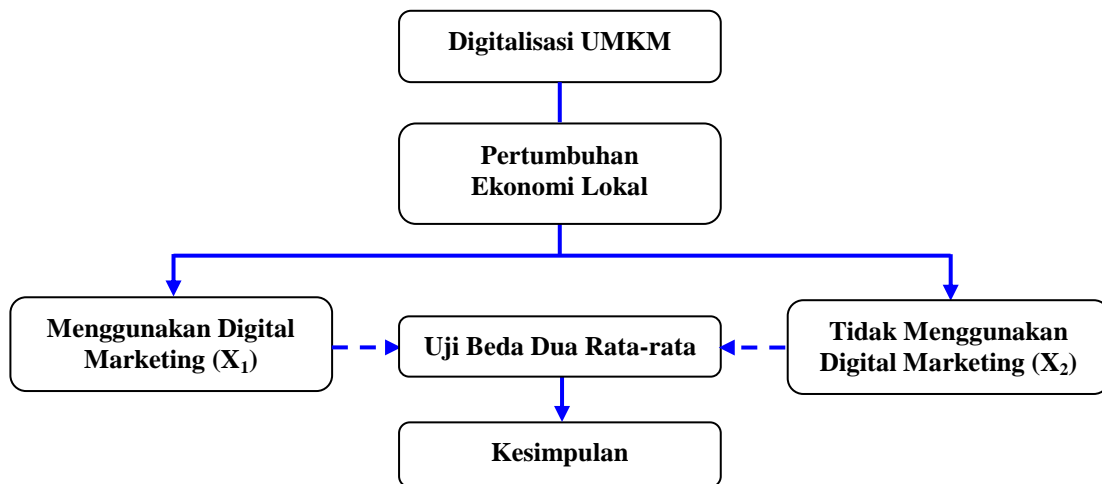 Digitalisasi UMKM
Pertumbuhan
Ekonomi Lokal
Menggunakan Digital
Marketing (X₁)
Uji Beda Dua Rata-rata
Tidak Menggunakan
Digital Marketing (X₂)
Kesimpulan